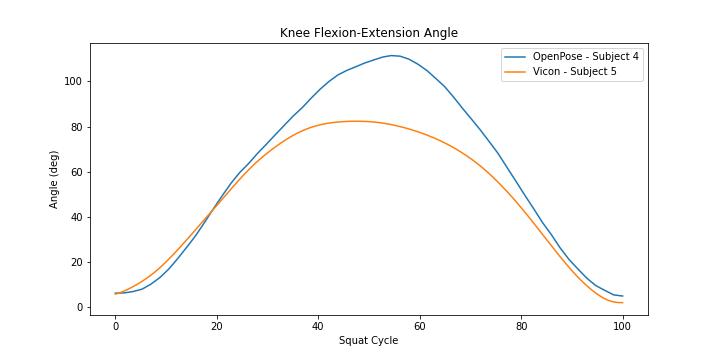 Knee Flexion-Extension Angle
OpenPose - Subject 4
Vicon - Subject 5
Angle (deg)
100
80
60
40
20
0
0 20 40 60 80 100
Squat Cycle